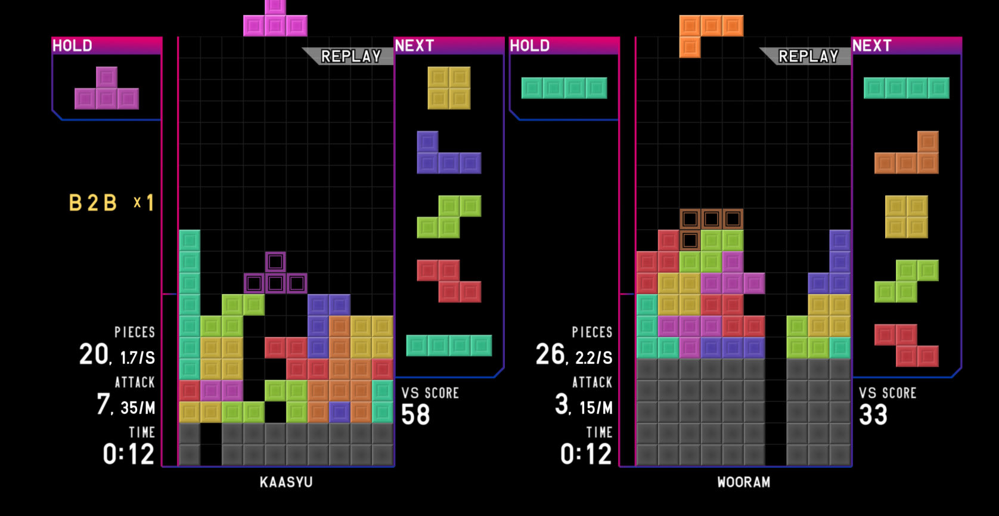 HOLD
REPLAY
NEXT
B2B ×1
PIECES
20, 1.7/S
ATTACK
7, 35/M
TIME
0:12
VS SCORE
58
KAASYU
HOLD
REPLAY
NEXT
PIECES
26, 2.2/S
ATTACK
3, 15/M
TIME
0:12
VS SCORE
33
WOORAM